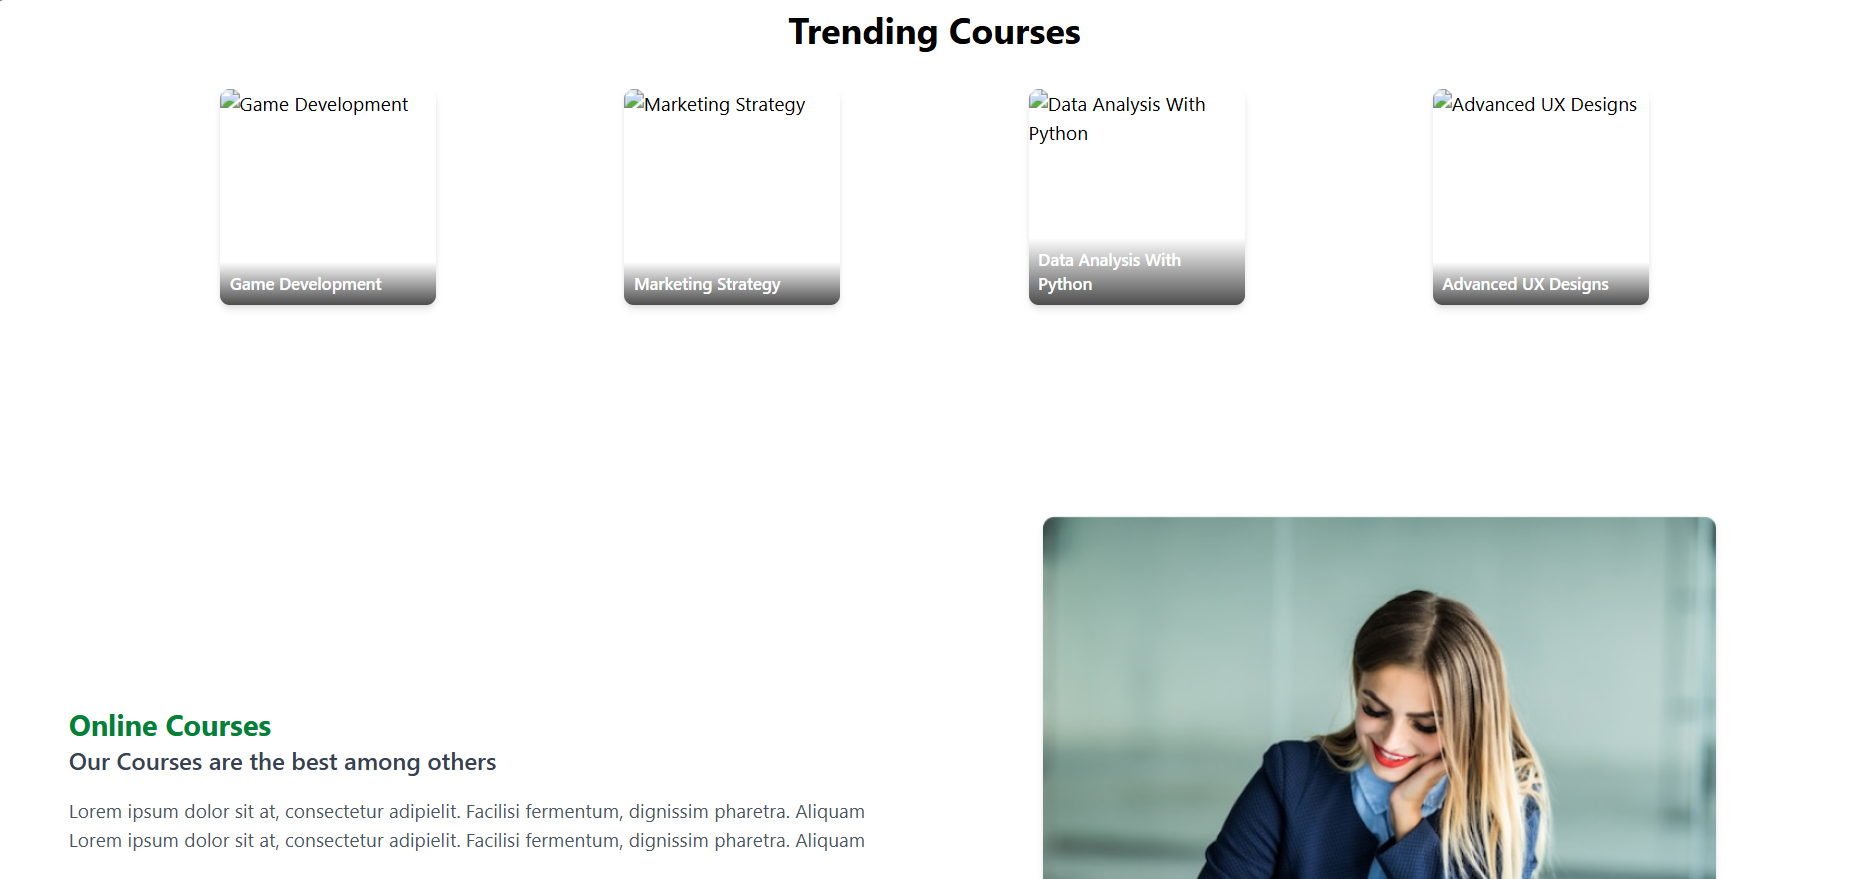 Trending Courses
Game Development
Marketing Strategy
Data Analysis With
Python
Advanced UX Designs
Game Development
Marketing Strategy
Data Analysis With
Python
Advanced UX Designs
Online Courses
Our Courses are the best among others
Lorem ipsum dolor sit at, consectetur adipielit. Facilisi fermentum, dignissim pharetra. Aliquam
Lorem ipsum dolor sit at, consectetur adipielit. Facilisi fermentum, dignissim pharetra. Aliquam